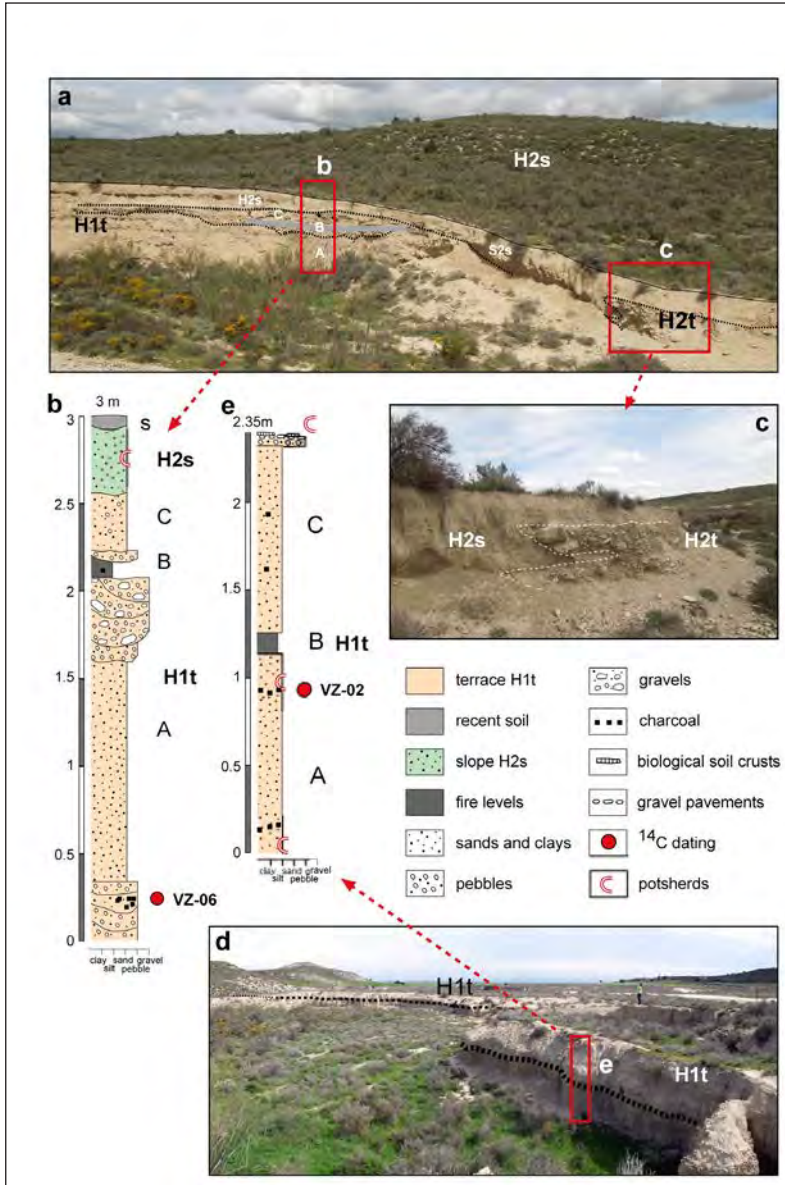 a
H2s
b
H2s
C
H1t
B
A
S2s
c
H2t
b
3 m
3
s
H2s
2.5
C
B
2
1.5
H1t
A
1
0.5
VZ-06
0
clay
silt
sand
pebble
gravel
e
2.35m
2
C
1.5
B
H1t
1
VZ-02
0.5
A
0
clay
silt
sand
pebble
gravel
c
H2s
H2t
terrace H1t
recent soil
slope H2s
fire levels
sands and clays
pebbles
gravels
charcoal
biological soil crusts
gravel pavements
14C dating
potsherds
d
H1t
e
H1t